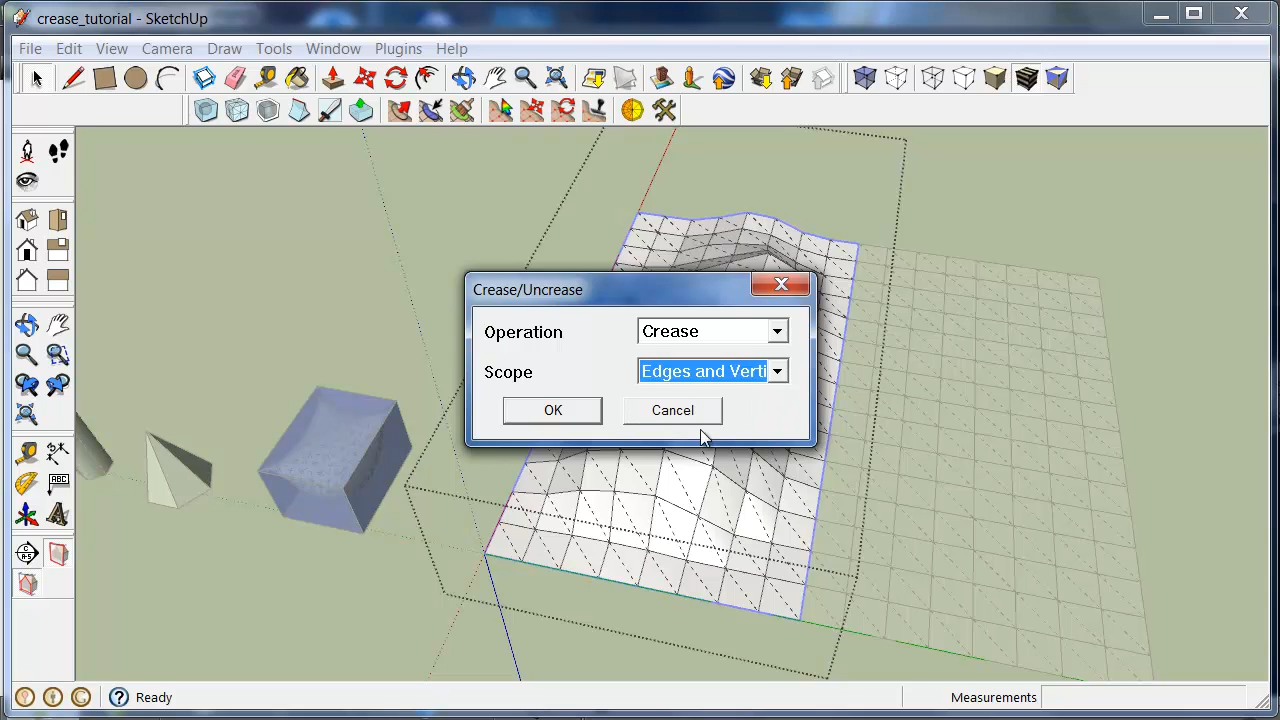 crease_tutorial - SketchUp
File Edit View Camera Draw Tools Window Plugins Help
Crease/Uncrease
Operation Crease
Scope Edges and Verti
OK Cancel
ABC
Ready Measurements